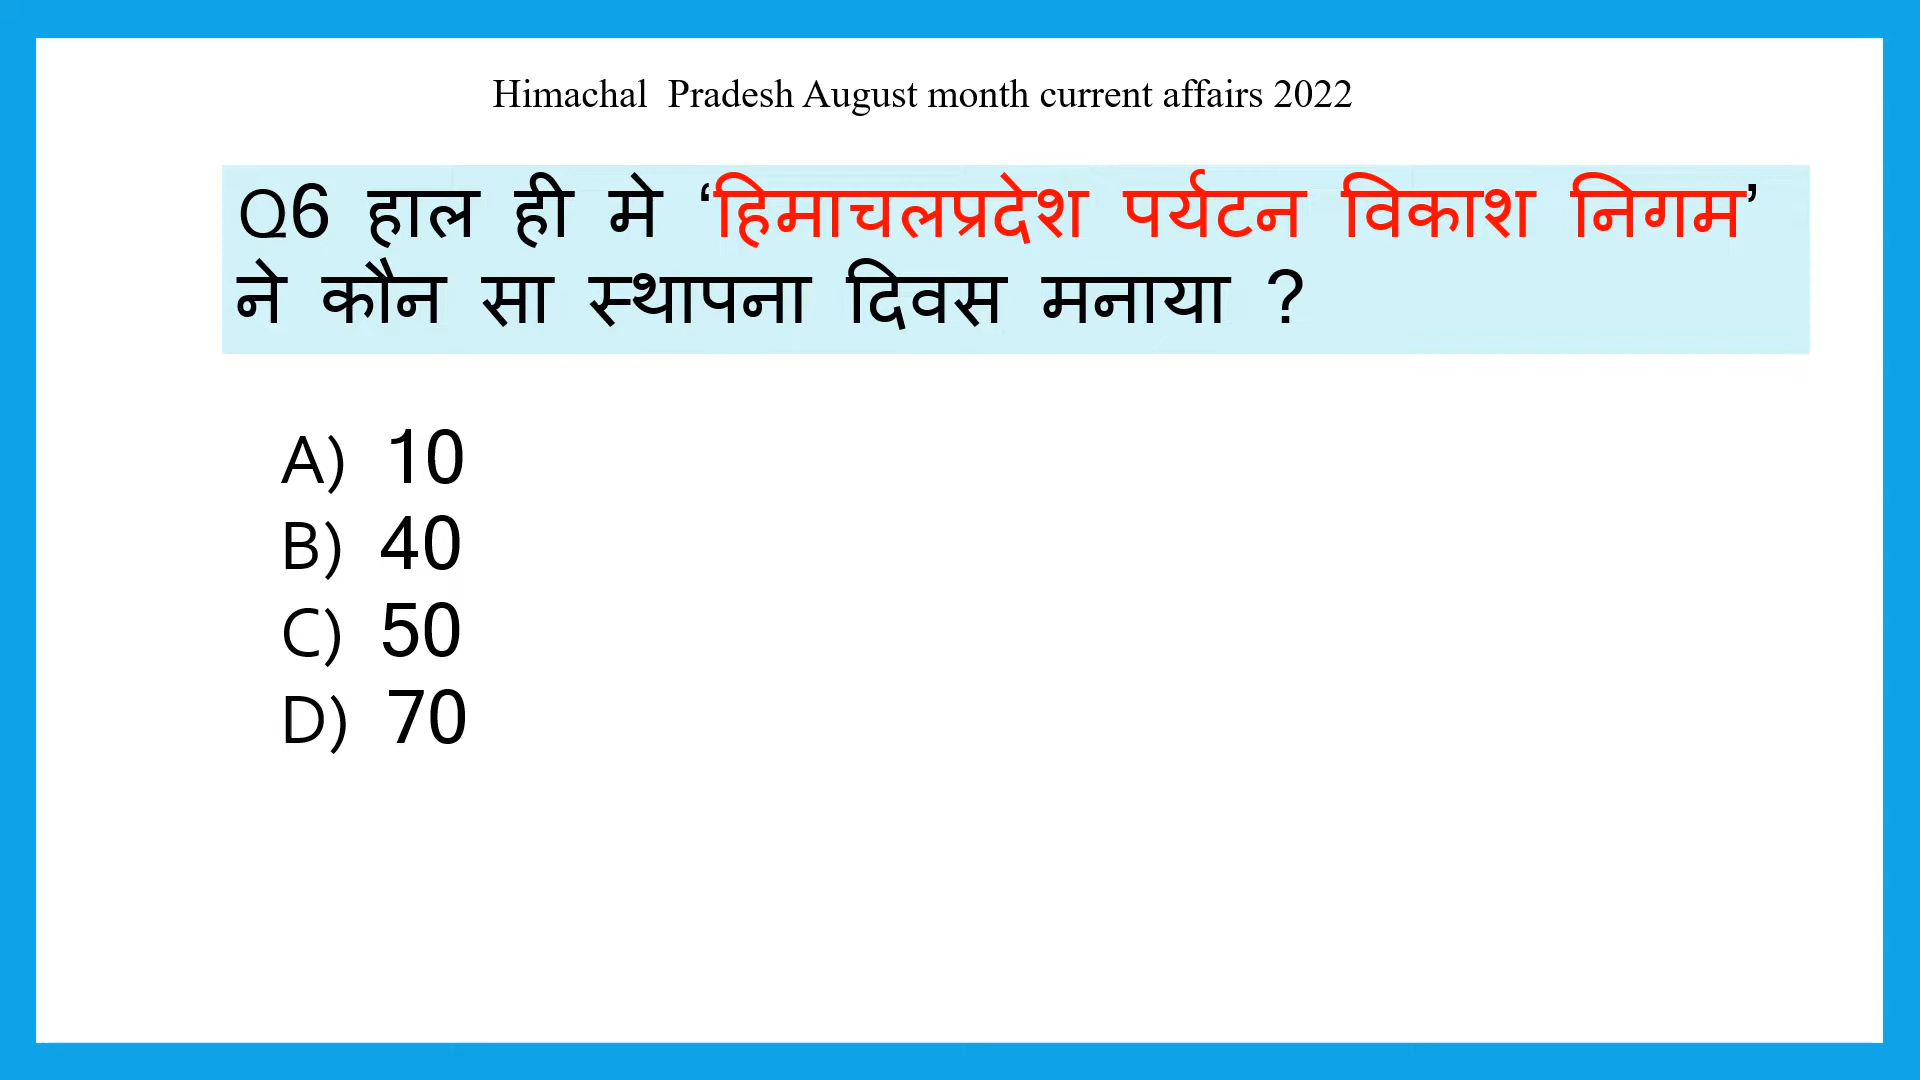 Himachal  Pradesh August month current affairs 2022
Q6 हाल ही मे ‘हिमाचलप्रदेश पर्यटन विकाश निगम’
ने कौन सा स्थापना दिवस मनाया ?
A) 10
B) 40
C) 50
D) 70